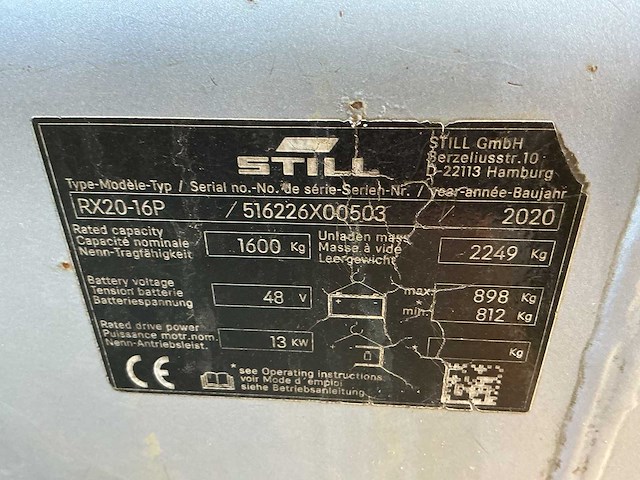 STILL
STILL GmbH
Berzeliusstr.10
D-22113 Hamburg
Type-Modèle-Typ / Serial no.-No. de série-Serien-Nr. / year-année-Baujahr
RX20-16P / 516226X00503 / 2020
Rated capacity
Capacité nominale
Nenn-Tragfähigkeit
1600 Kg
Unladen mass
Masse à vide
Leergewicht
2249 Kg
Battery voltage
Tension batterie
Batteriespannung
48 V
max.
*
min.
898 Kg
812 Kg
Rated drive power
Puissance motr.nom.
Nenn-Antriebsleist.
13 KW
Kg
CE
*see Operating instructions
voir Mode d'emploi
siehe Betriebsanleitung